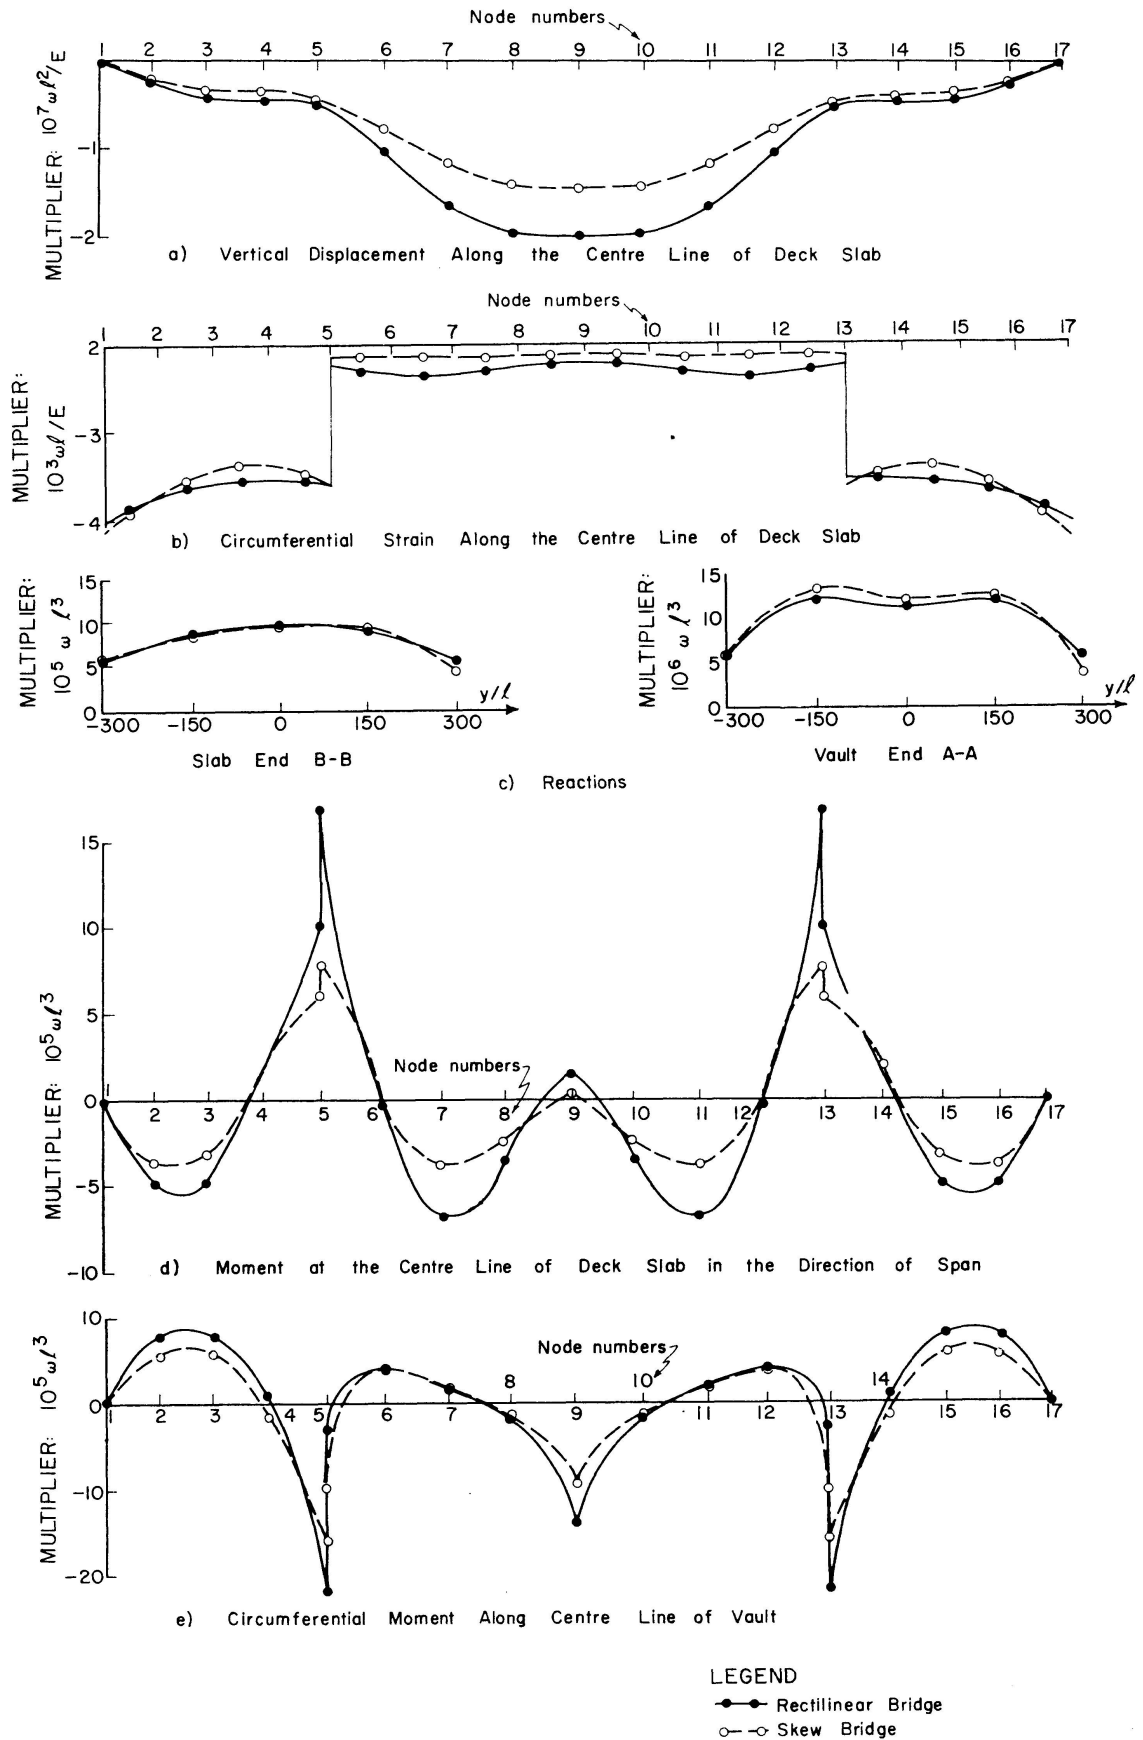 Node numbers
1 2 3 4 5 6 7 8 9 10 11 12 13 14 15 16 17
MULTIPLIER: 10⁷ωℓ²/E
-1
-2
a) Vertical Displacement Along the Centre Line of Deck Slab
Node numbers
1 2 3 4 5 6 7 8 9 10 11 12 13 14 15 16 17
MULTIPLIER:
10³ωℓ/E
2
-3
-4
b) Circumferential Strain Along the Centre Line of Deck Slab
MULTIPLIER:
10⁵ ω ℓ³
15
10
5
0
-300 -150 0 150 300
y/ℓ
Slab End B-B
MULTIPLIER:
10⁶ ω ℓ³
15
10
5
0
-300 -150 0 150 300
y/ℓ
Vault End A-A
c) Reactions
MULTIPLIER: 10⁵ωℓ³
15
10
5
0
-5
-10
Node numbers
1 2 3 4 5 6 7 8 9 10 11 12 13 14 15 16 17
d) Moment at the Centre Line of Deck Slab in the Direction of Span
MULTIPLIER: 10⁵ωℓ³
10
0
-10
-20
Node numbers
1 2 3 4 5 6 7 8 9 10 11 12 13 14 15 16 17
e) Circumferential Moment Along Centre Line of Vault
LEGEND
Rectilinear Bridge
Skew Bridge